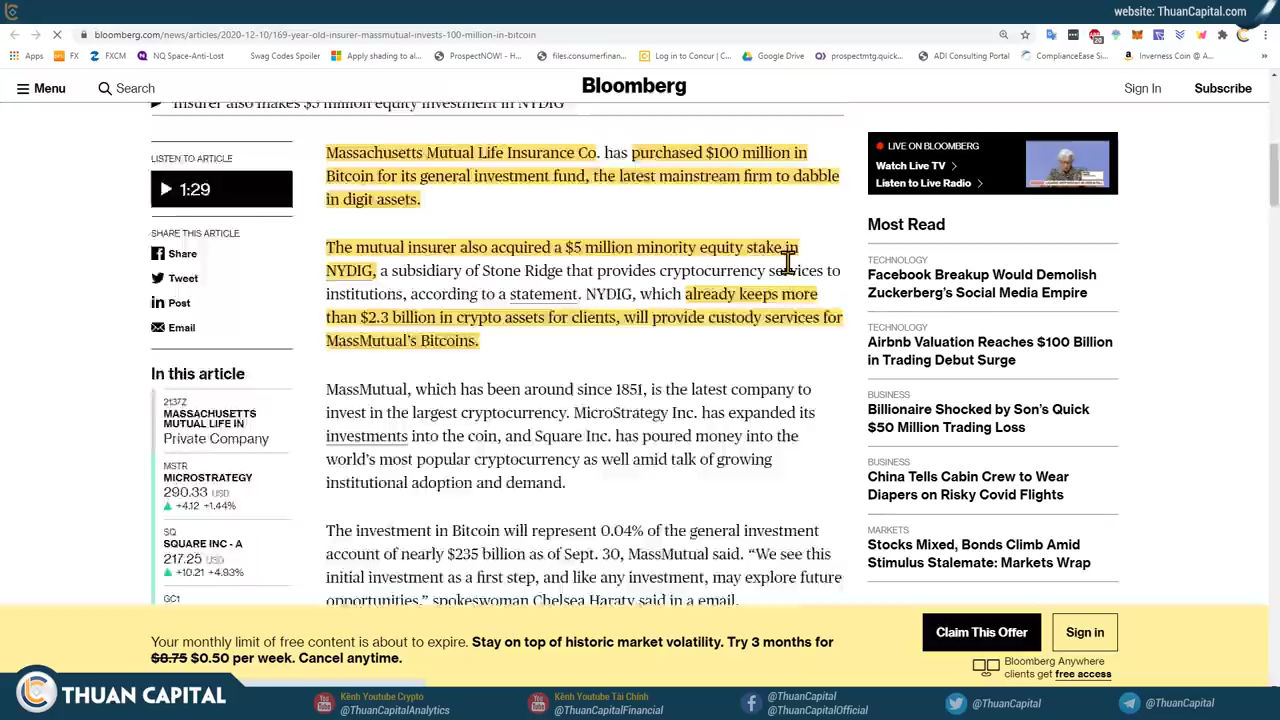 website: ThuanCapital.com
bloomberg.com/news/articles/2020-12-10/169-year-old-insurer-massmutual-invests-100-million-in-bitcoin
Apps
FX
FXCM
NQ Space-Anti-Lost
Swag Codes Spoiler
Apply shading to al...
ProspectNOW! - H...
files.consumerfinan...
Log in to Concur | C...
Google Drive
prospectmtg.quick...
ADI Consulting Portal
ComplianceEase Si...
Inverness Coin @ A...
Menu
Search
Bloomberg
Sign In
Subscribe
Insurer also makes $5 million equity investment in NYDIG
LISTEN TO ARTICLE
1:29
SHARE THIS ARTICLE
Share
Tweet
Post
Email
In this article
2137Z
MASSACHUSETTS
MUTUAL LIFE IN
Private Company
MSTR
MICROSTRATEGY
290.33 USD
+4.12 +1.44%
SQ
SQUARE INC - A
217.25 USD
+10.21 +4.93%
GC1
Massachusetts Mutual Life Insurance Co. has purchased $100 million in
Bitcoin for its general investment fund, the latest mainstream firm to dabble
in digit assets.
The mutual insurer also acquired a $5 million minority equity stake in
NYDIG, a subsidiary of Stone Ridge that provides cryptocurrency services to
institutions, according to a statement. NYDIG, which already keeps more
than $2.3 billion in crypto assets for clients, will provide custody services for
MassMutual's Bitcoins.
MassMutual, which has been around since 1851, is the latest company to
invest in the largest cryptocurrency. MicroStrategy Inc. has expanded its
investments into the coin, and Square Inc. has poured money into the
world's most popular cryptocurrency as well amid talk of growing
institutional adoption and demand.
The investment in Bitcoin will represent 0.04% of the general investment
account of nearly $235 billion as of Sept. 30, MassMutual said. “We see this
initial investment as a first step, and like any investment, may explore future
opportunities,” spokeswoman Chelsea Haraty said in a email.
LIVE ON BLOOMBERG
Watch Live TV
Listen to Live Radio
Most Read
TECHNOLOGY
Facebook Breakup Would Demolish
Zuckerberg's Social Media Empire
TECHNOLOGY
Airbnb Valuation Reaches $100 Billion
in Trading Debut Surge
BUSINESS
Billionaire Shocked by Son's Quick
$50 Million Trading Loss
BUSINESS
China Tells Cabin Crew to Wear
Diapers on Risky Covid Flights
MARKETS
Stocks Mixed, Bonds Climb Amid
Stimulus Stalemate: Markets Wrap
Your monthly limit of free content is about to expire. Stay on top of historic market volatility. Try 3 months for
$8.75 $0.50 per week. Cancel anytime.
Claim This Offer
Sign in
Bloomberg Anywhere
clients get free access
THUAN CAPITAL
Kênh Youtube Crypto
@ThuanCapitalAnalytics
Kênh Youtube Tài Chính
@ThuanCapitalFinancial
@ThuanCapital
@ThuanCapitalOfficial
@ThuanCapital
@ThuanCapital